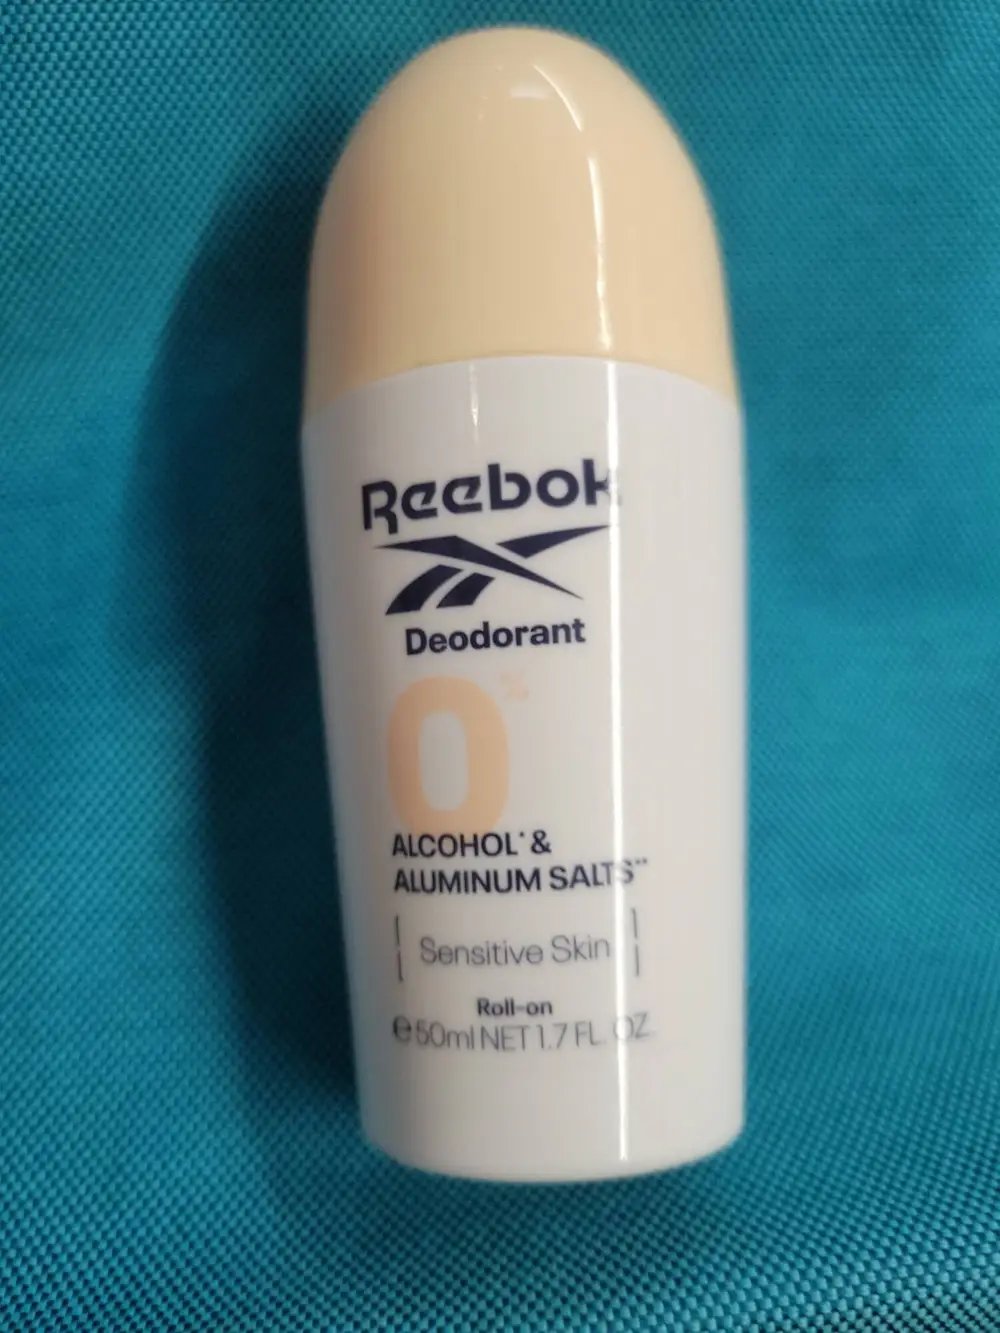 Reebok
Deodorant
0%
ALCOHOL* &
ALUMINUM SALTS**
Sensitive Skin
Roll-on
℮50ml NET 1.7 FL. OZ.